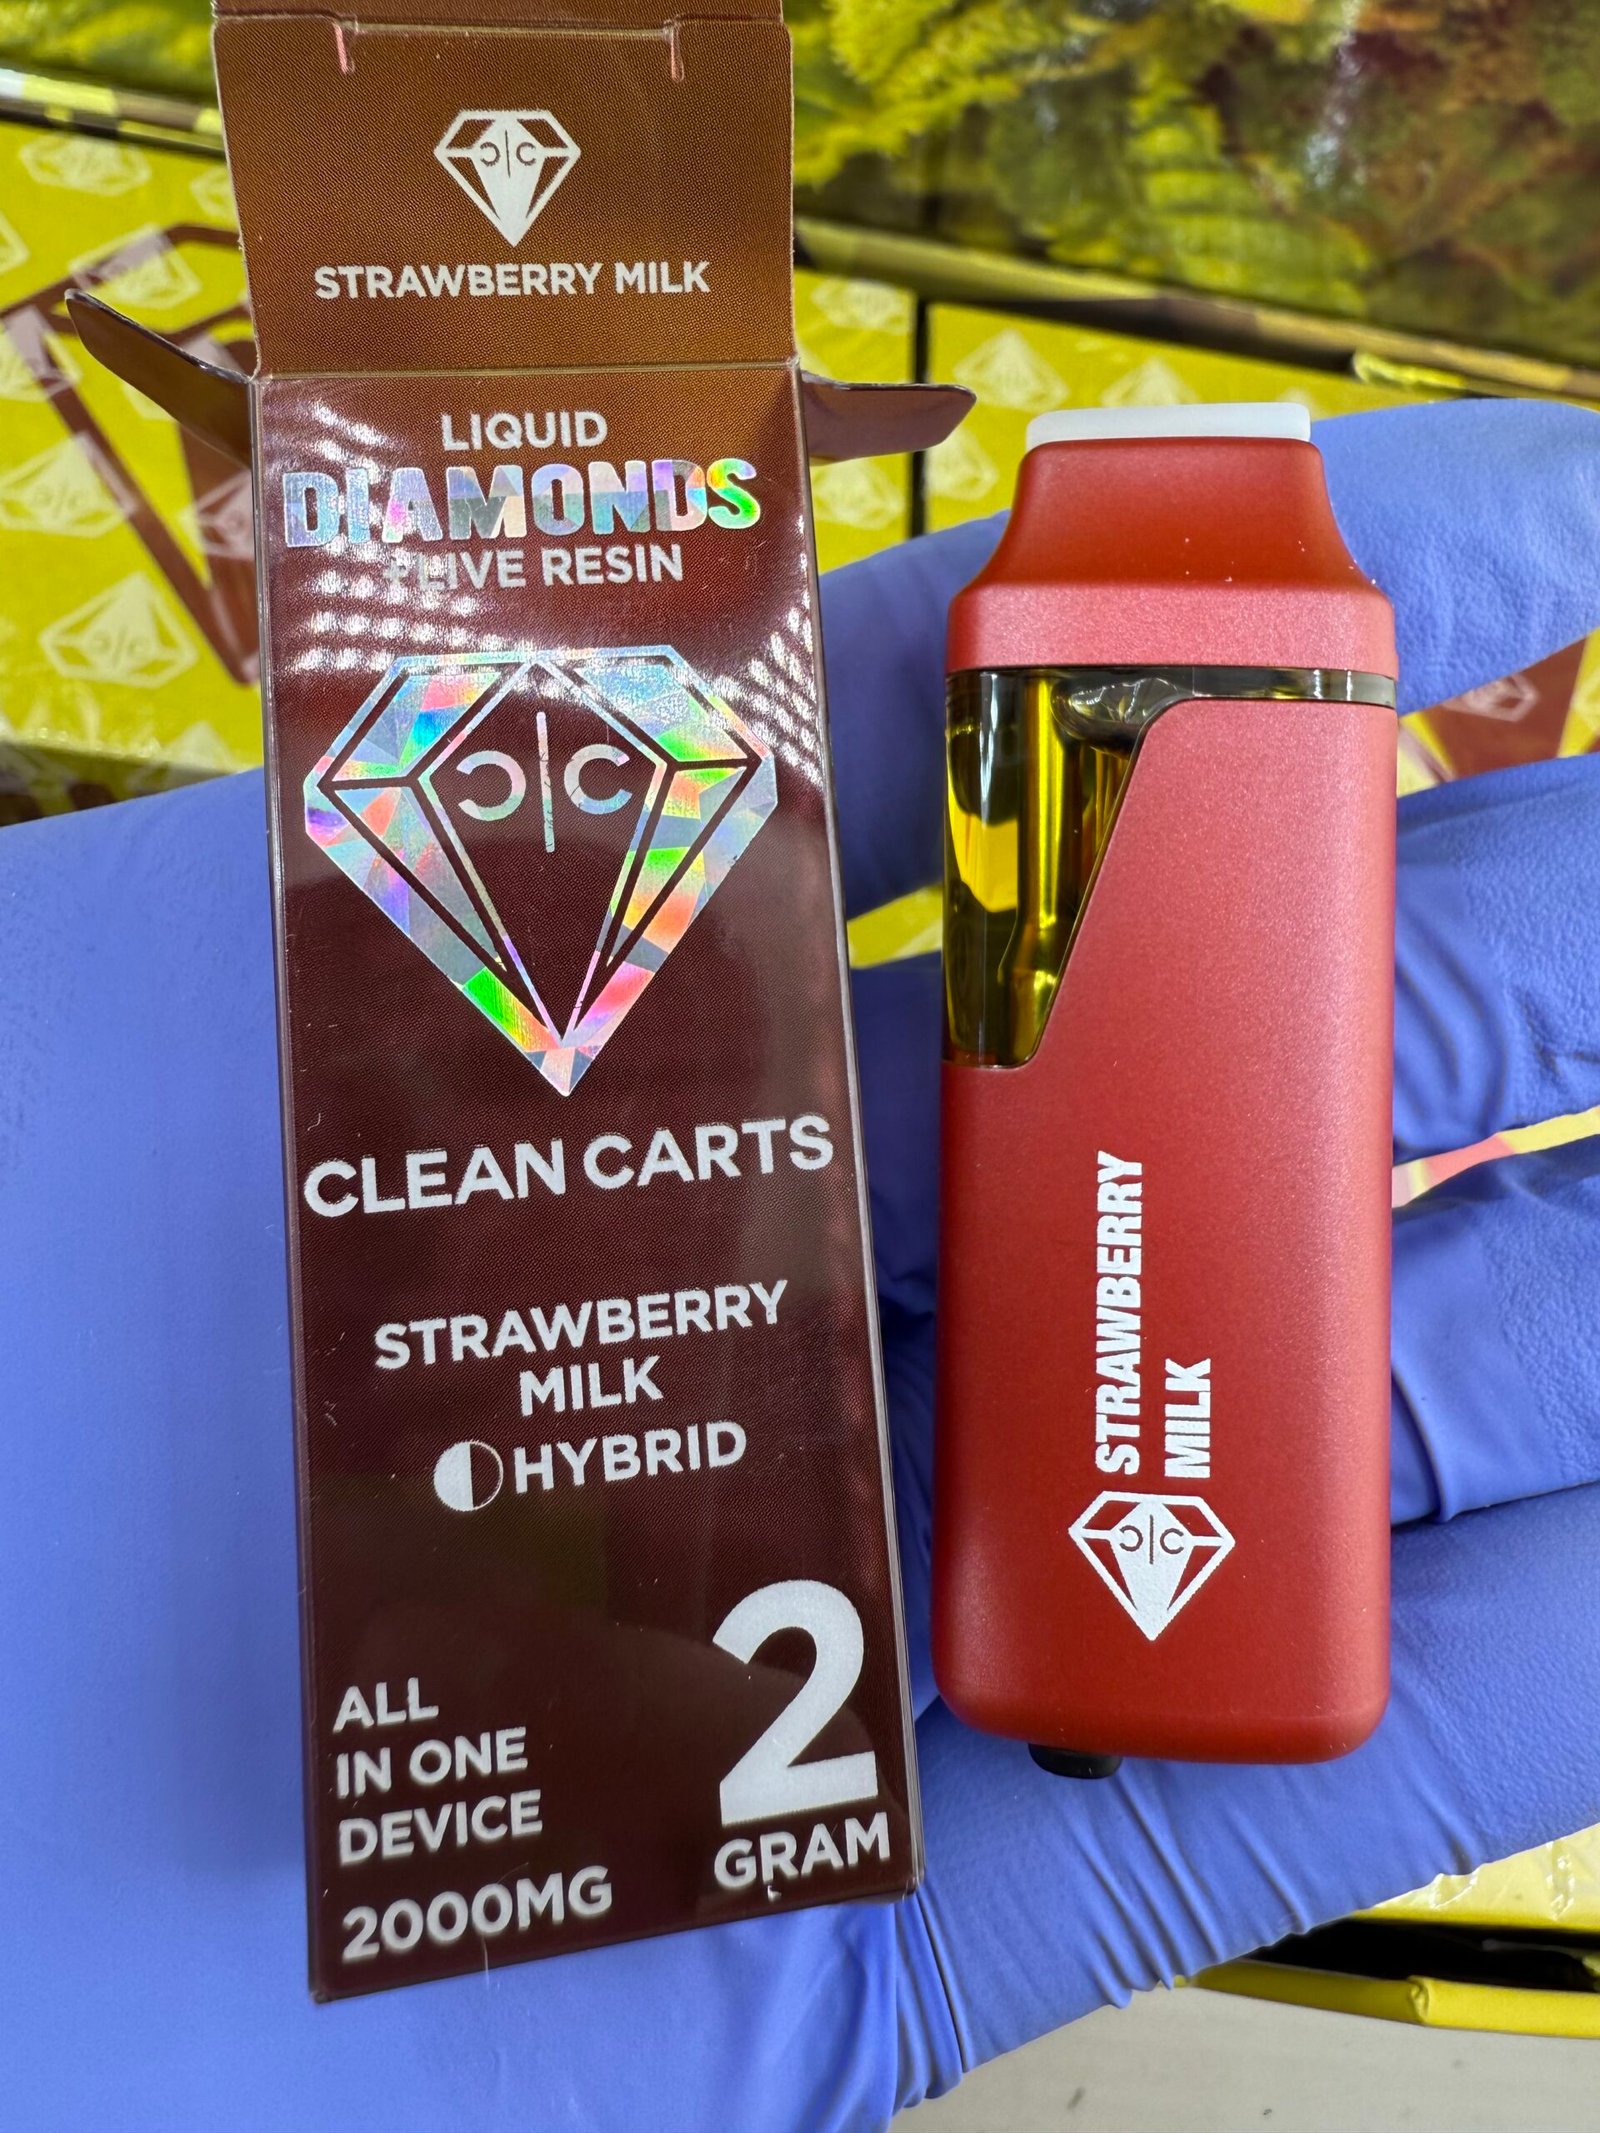 C|C
STRAWBERRY MILK
LIQUID
DIAMONDS
+ LIVE RESIN
C|C
CLEAN CARTS
STRAWBERRY
MILK
HYBRID
ALL
IN ONE
DEVICE
2000MG
2
GRAM
STRAWBERRY
MILK
C|C